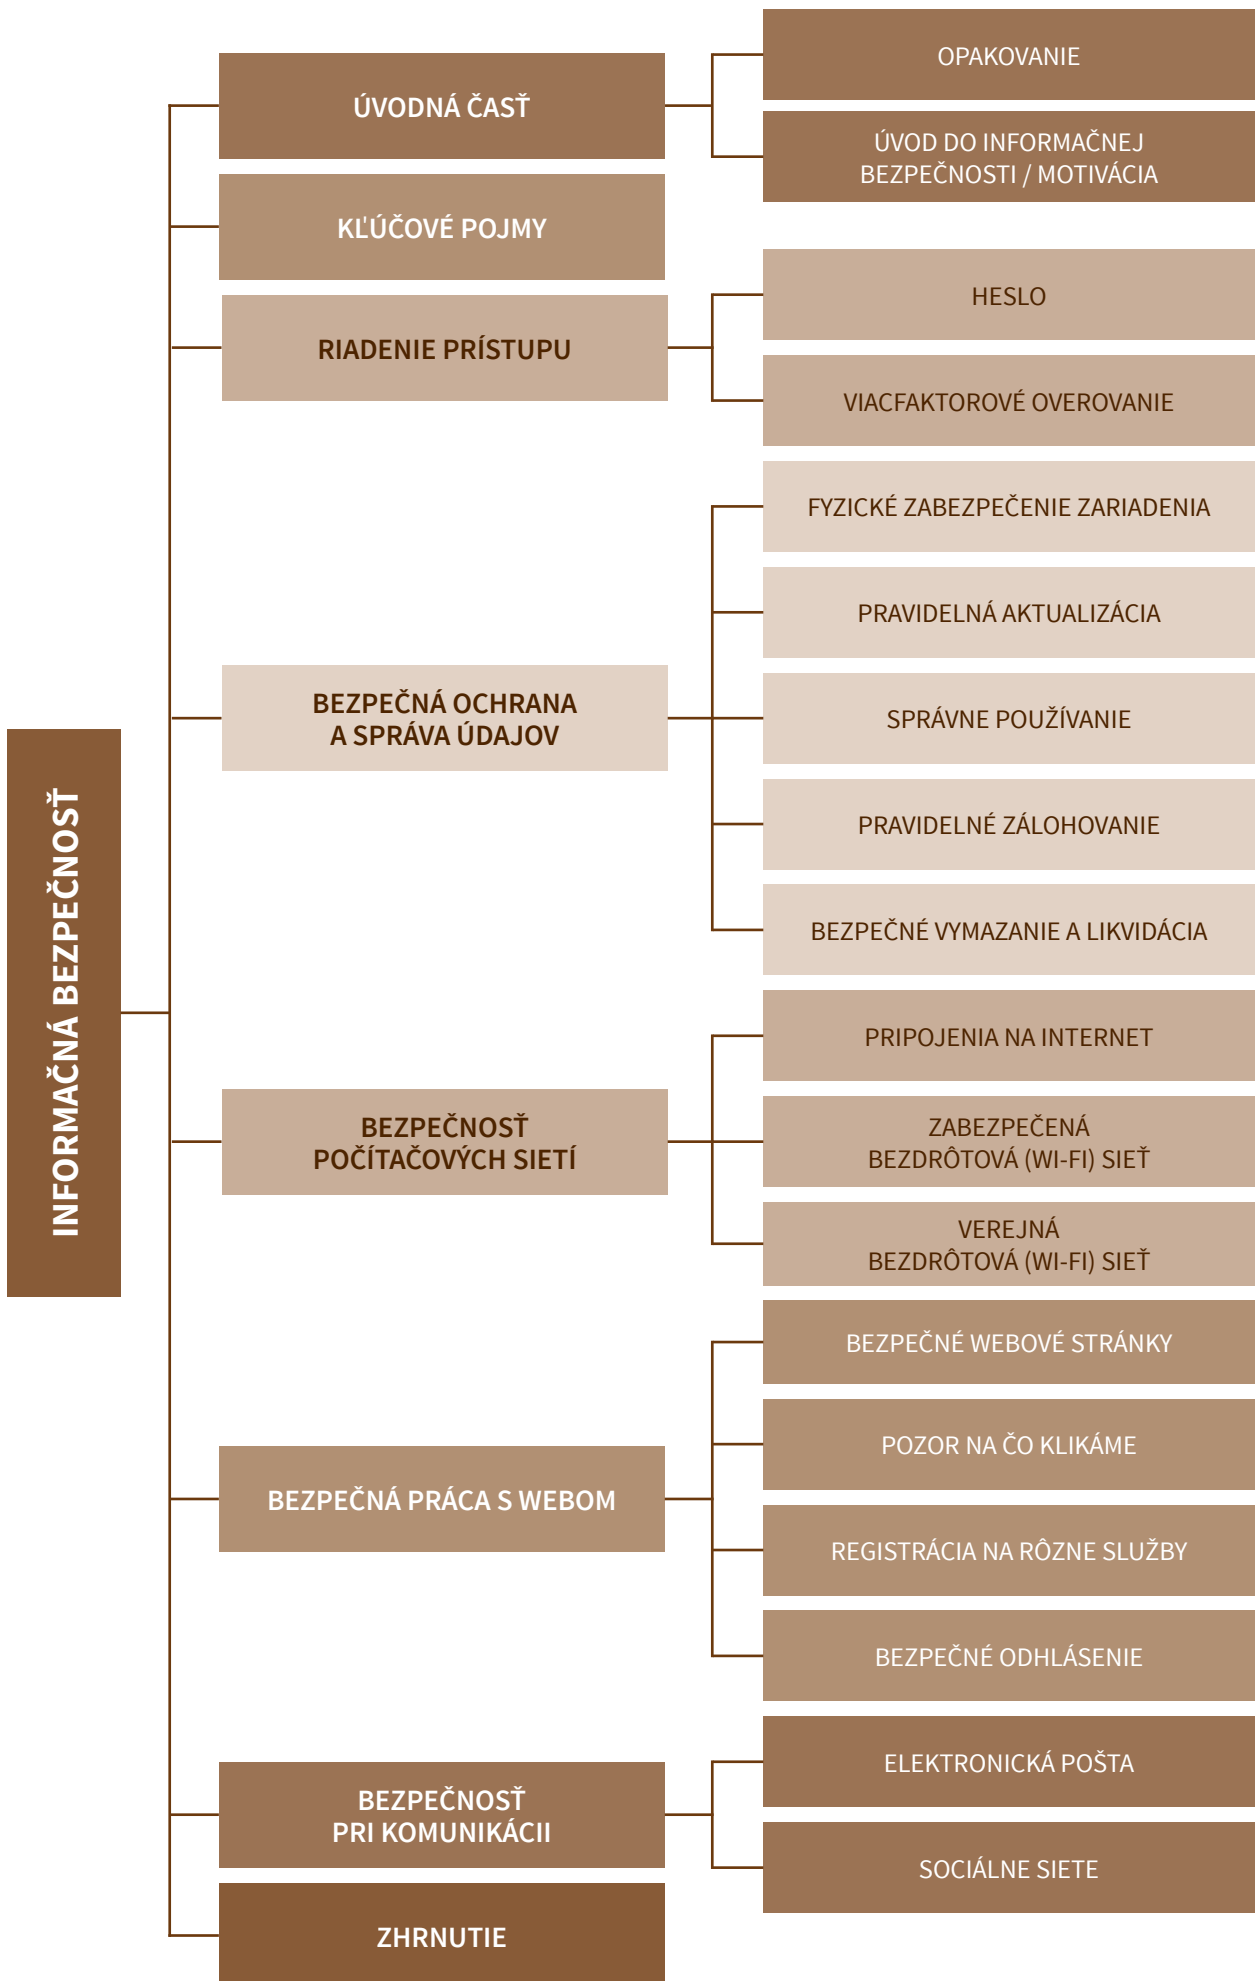 INFORMAČNÁ BEZPEČNOSŤ
ÚVODNÁ ČASŤ
OPAKOVANIE
ÚVOD DO INFORMAČNEJ
BEZPEČNOSTI / MOTIVÁCIA
KĽÚČOVÉ POJMY
RIADENIE PRÍSTUPU
HESLO
VIACFAKTOROVÉ OVEROVANIE
BEZPEČNÁ OCHRANA
A SPRÁVA ÚDAJOV
FYZICKÉ ZABEZPEČENIE ZARIADENIA
PRAVIDELNÁ AKTUALIZÁCIA
SPRÁVNE POUŽÍVANIE
PRAVIDELNÉ ZÁLOHOVANIE
BEZPEČNÉ VYMAZANIE A LIKVIDÁCIA
BEZPEČNOSŤ
POČÍTAČOVÝCH SIETÍ
PRIPOJENIA NA INTERNET
ZABEZPEČENÁ
BEZDRÔTOVÁ (WI-FI) SIEŤ
VEREJNÁ
BEZDRÔTOVÁ (WI-FI) SIEŤ
BEZPEČNÁ PRÁCA S WEBOM
BEZPEČNÉ WEBOVÉ STRÁNKY
POZOR NA ČO KLIKÁME
REGISTRÁCIA NA RÔZNE SLUŽBY
BEZPEČNÉ ODHLÁSENIE
BEZPEČNOSŤ
PRI KOMUNIKÁCII
ELEKTRONICKÁ POŠTA
SOCIÁLNE SIETE
ZHRNUTIE